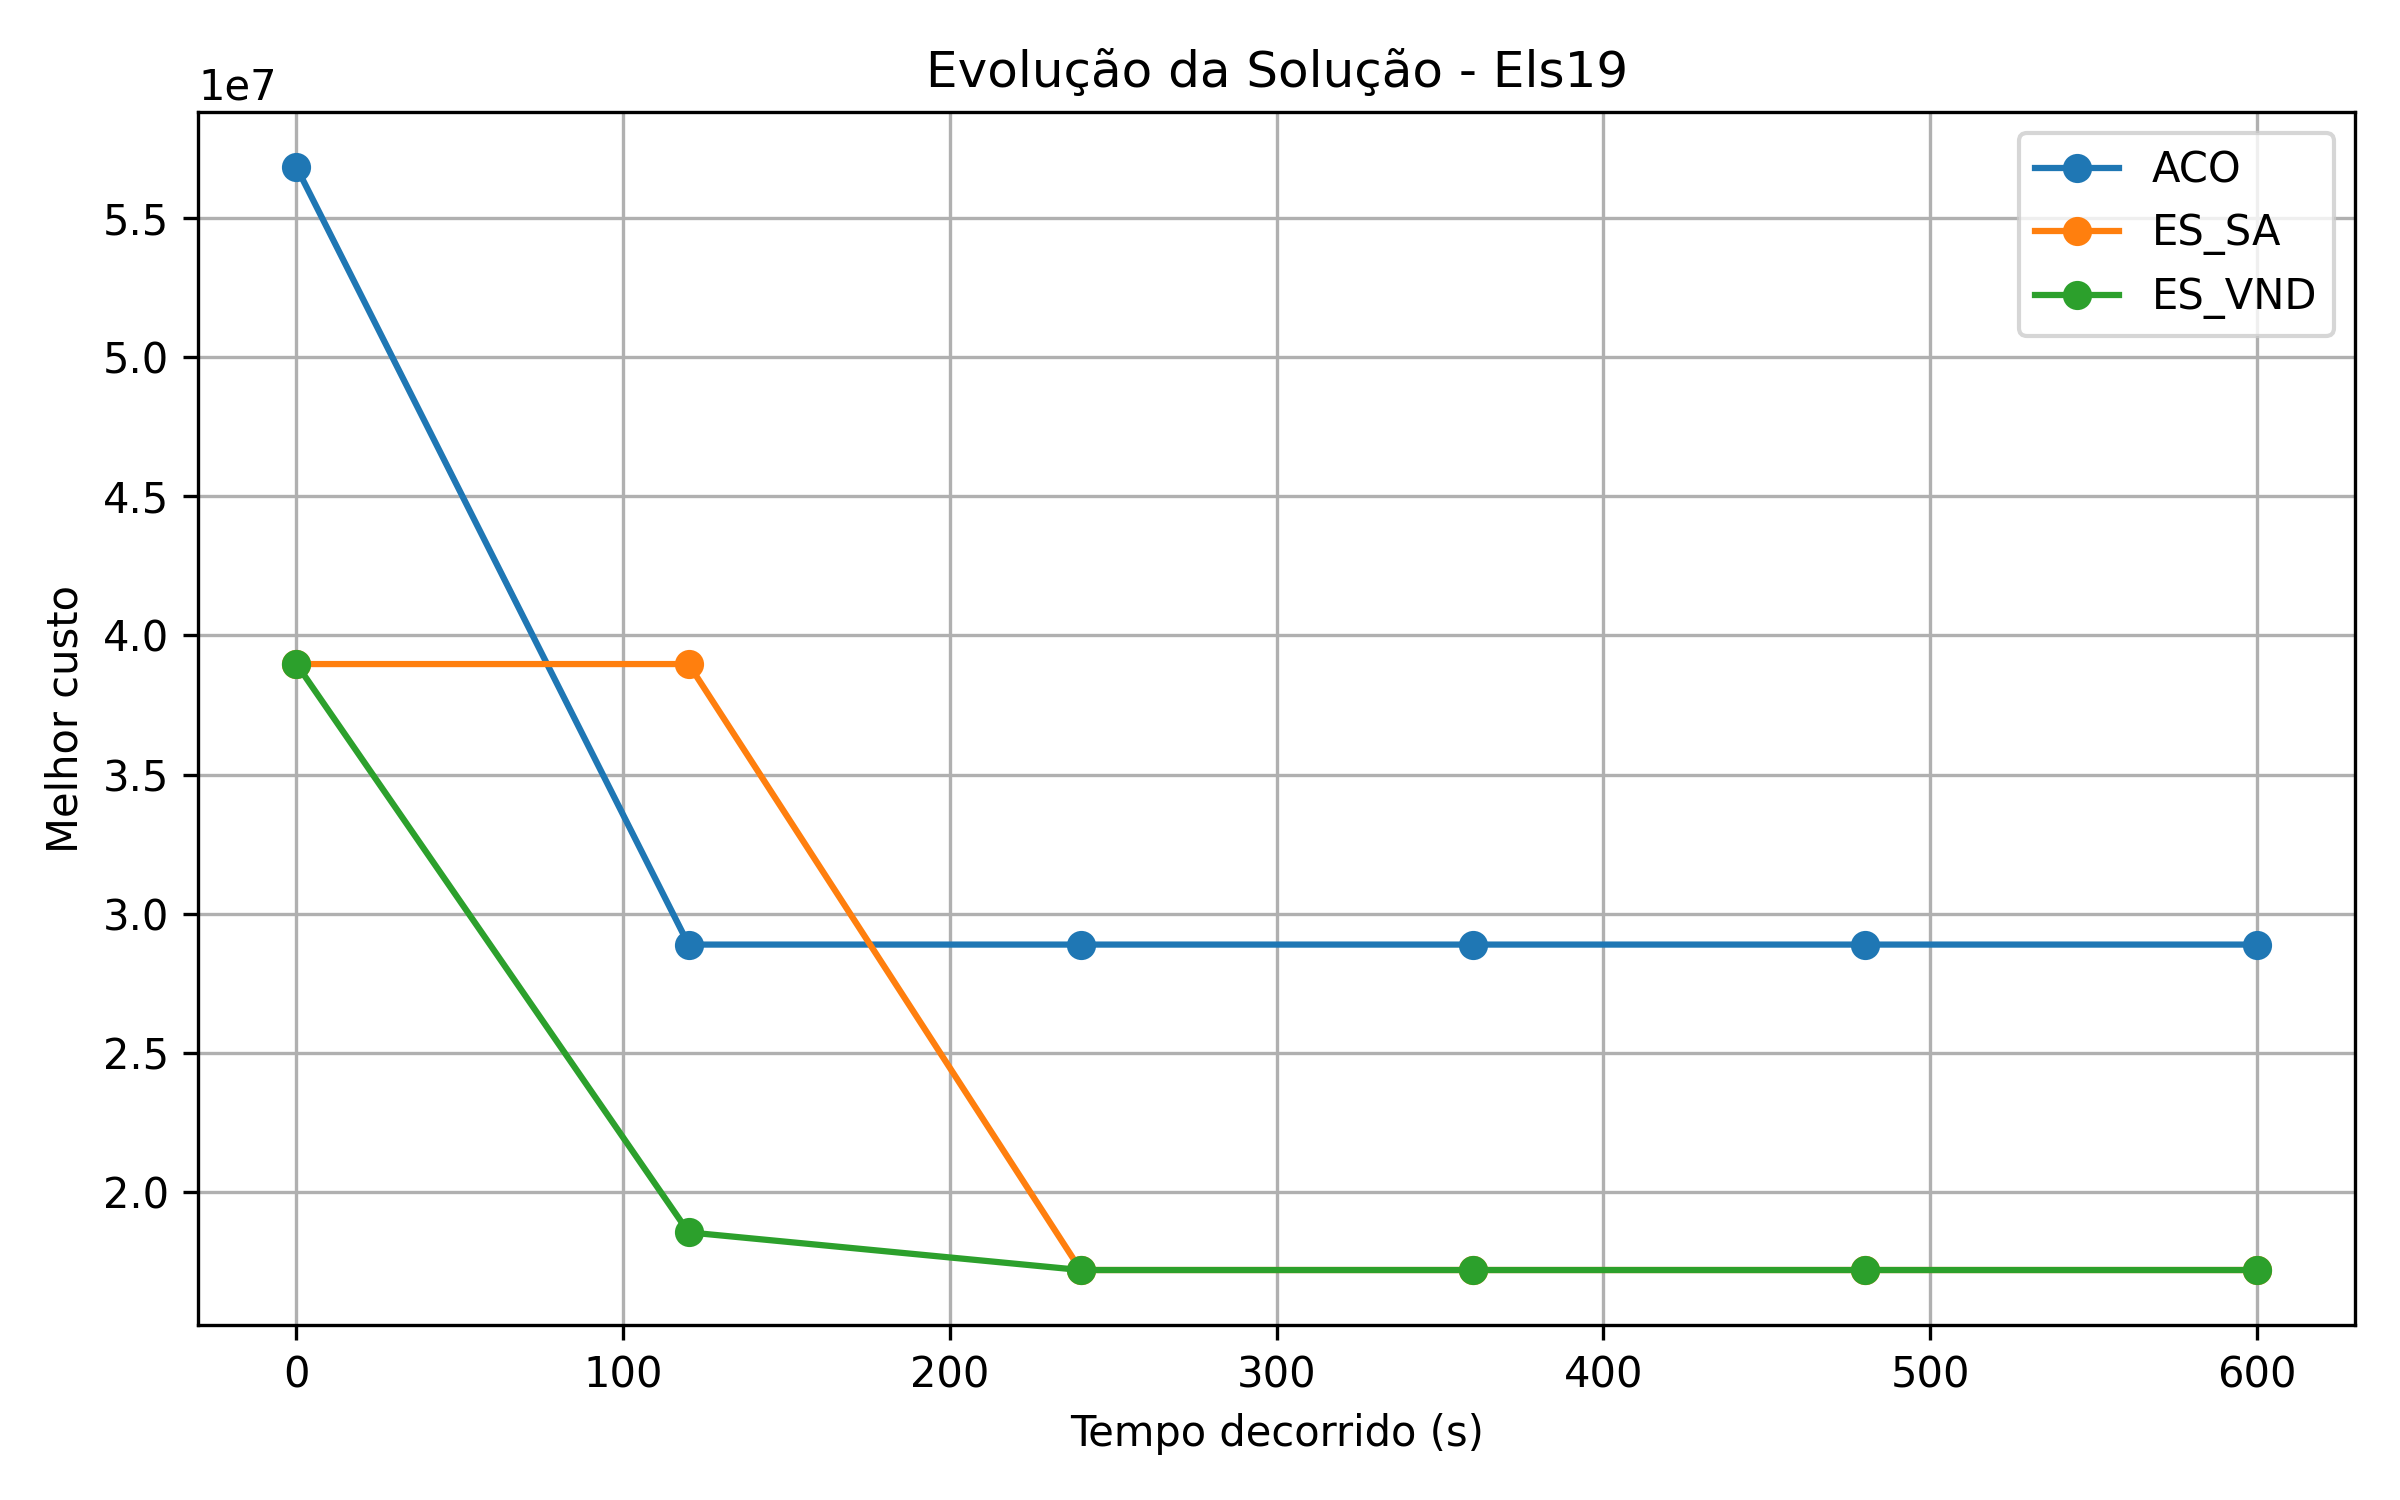 Evolução da Solução - Els19
1e7
5.5
5.0
4.5
4.0
3.5
3.0
2.5
2.0
Melhor custo
0 100 200 300 400 500 600
Tempo decorrido (s)
ACO
ES_SA
ES_VND